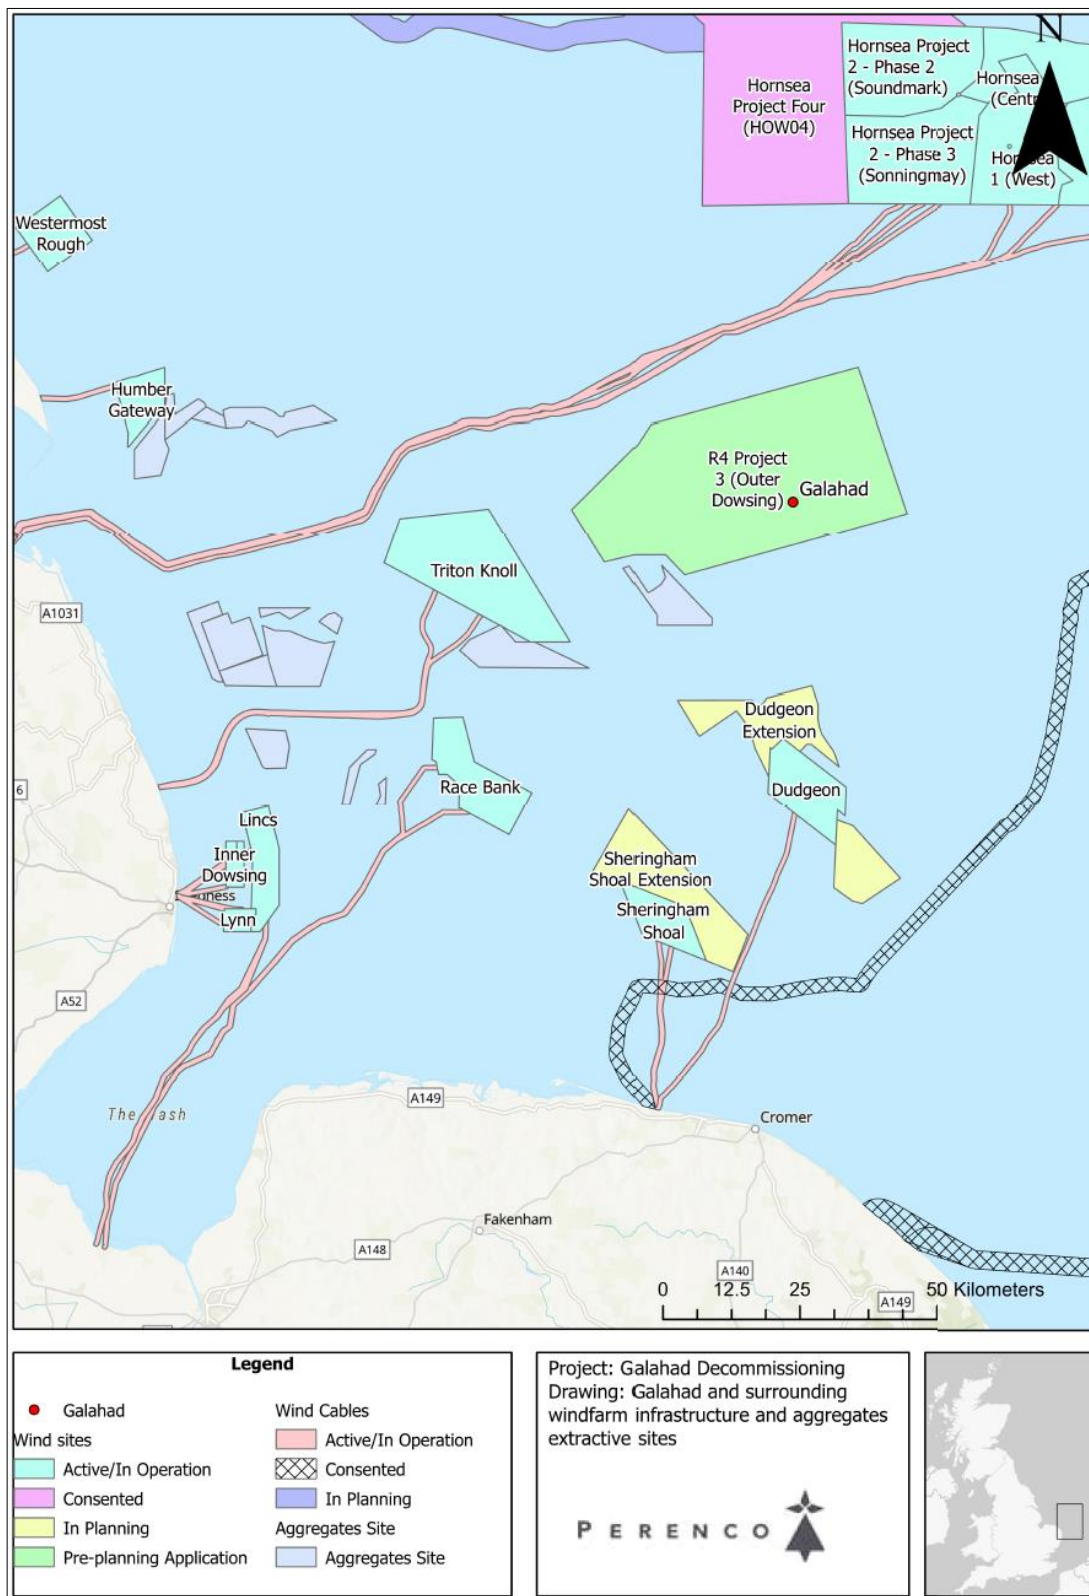 N
Hornsea Project
2 - Phase 2
(Soundmark)
Hornsea
Project Four
(HOW04)
Hornsea
Hornsea Project
2 - Phase 3
(Sonningmay)
1 (West)
Westermost
Rough
Humber
Gateway
R4 Project
3 (Outer
Dowsing)
Galahad
Triton Knoll
A1031
Dudgeon
Extension
Dudgeon
Race Bank
6
Lincs
Inner
Dowsing
Lynn
Sheringham
Shoal Extension
Sheringham
Shoal
A52
The
A149
Cromer
Fakenham
A148
A140
A149
0 12.5 25 50 Kilometers
Legend
Galahad
Wind sites
Active/In Operation
Consented
In Planning
Pre-planning Application
Wind Cables
Active/In Operation
Consented
In Planning
Aggregates Site
Aggregates Site
Project: Galahad Decommissioning
Drawing: Galahad and surrounding
windfarm infrastructure and aggregates
extractive sites
PERENCO